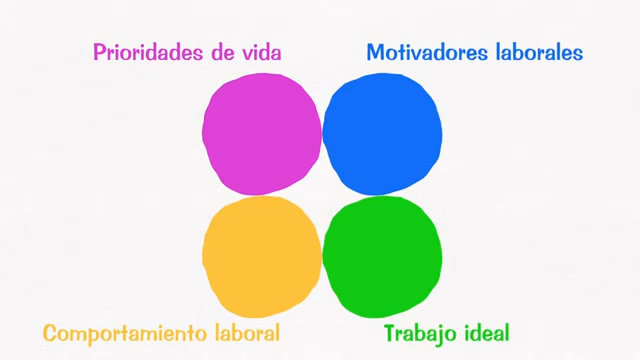 Prioridades de vida
Motivadores laborales
Comportamiento laboral
Trabajo ideal